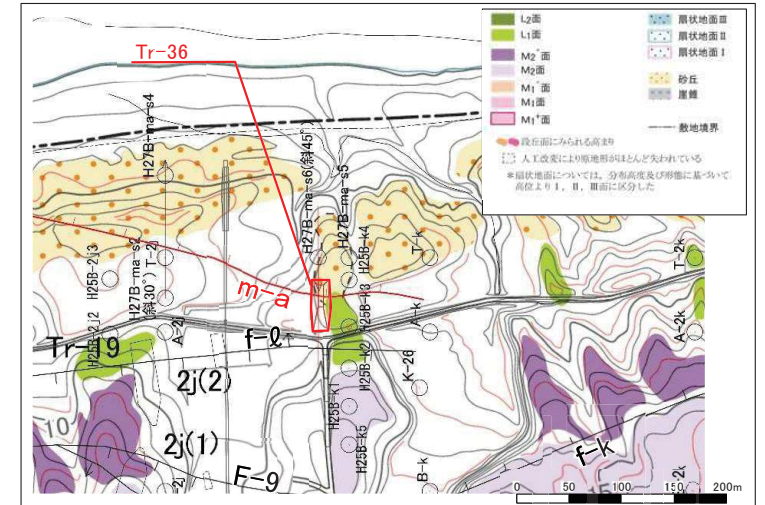 Tr-36
L2面
L1面
M2⁻面
M2面
M1⁻面
M1面
M1⁺面
扇状地面Ⅲ
扇状地面Ⅱ
扇状地面Ⅰ
砂丘
崖錐
敷地境界
段丘面にみられる高まり
人工改変により原地形がほとんど失われている
*扇状地面については、分布高度及び形態に基づいて
高位よりⅠ,Ⅱ,Ⅲ面に区分した
H27B-ma-s4
H27B-ma-s6(斜45°)
H27B-ma-s5
H25B-k4
T-k
H25B-2j3
H27B-ma-s2
(斜30°)
T-2j
m-a
H25B-k3
T-2k
H25B-2j2
A-2j
A-k
A-2k
Tr-19
f-ℓ
H25B-k2
2j(2)
K-26
H25B-k1
10
2j(1)
H25B-k5
f-k
F-9
B-k
2j
15
A-2k
0 50 100 150 200m